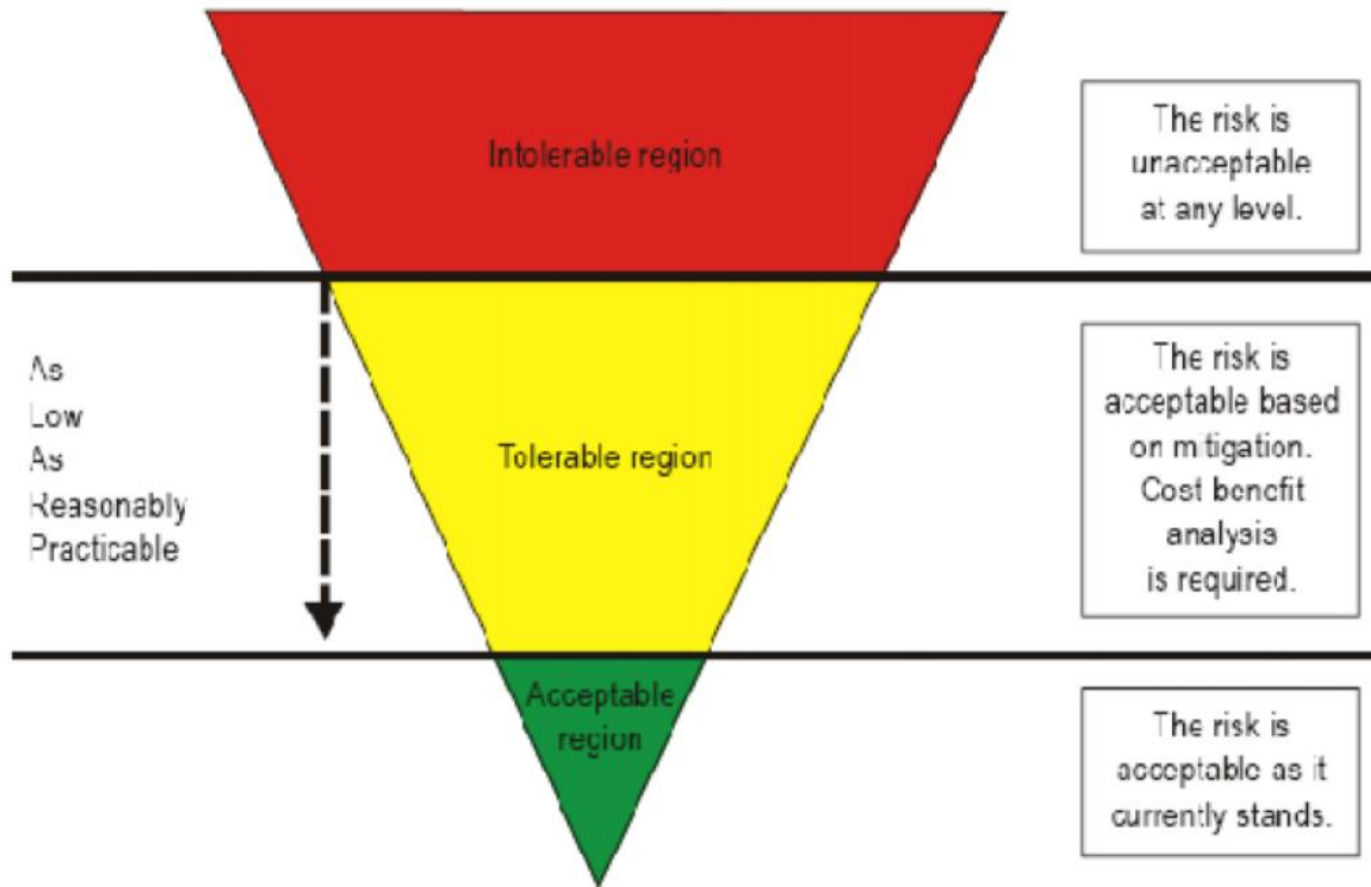 Intolerable region
The risk is
unacceptable
at any level.
As
Low
As
Reasonably
Practicable
Tolerable region
The risk is
acceptable based
on mitigation.
Cost benefit
analysis
is required.
Acceptable
region
The risk is
acceptable as it
currently stands.